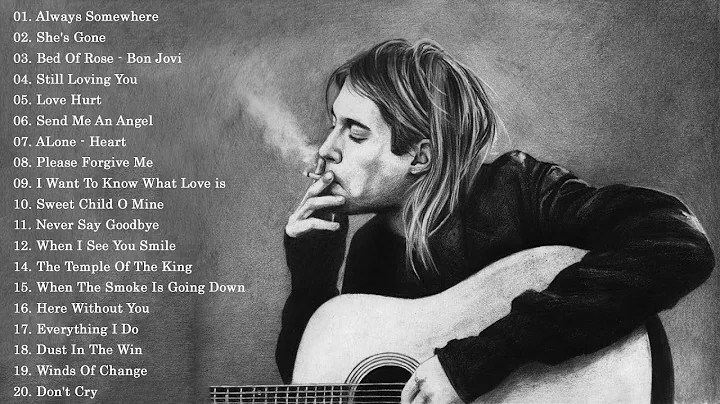 01. Always Somewhere
02. She's Gone
03. Bed Of Rose - Bon Jovi
04. Still Loving You
05. Love Hurt
06. Send Me An Angel
07. ALone - Heart
08. Please Forgive Me
09. I Want To Know What Love is
10. Sweet Child O Mine
11. Never Say Goodbye
12. When I See You Smile
14. The Temple Of The King
15. When The Smoke Is Going Down
16. Here Without You
17. Everything I Do
18. Dust In The Win
19. Winds Of Change
20. Don't Cry